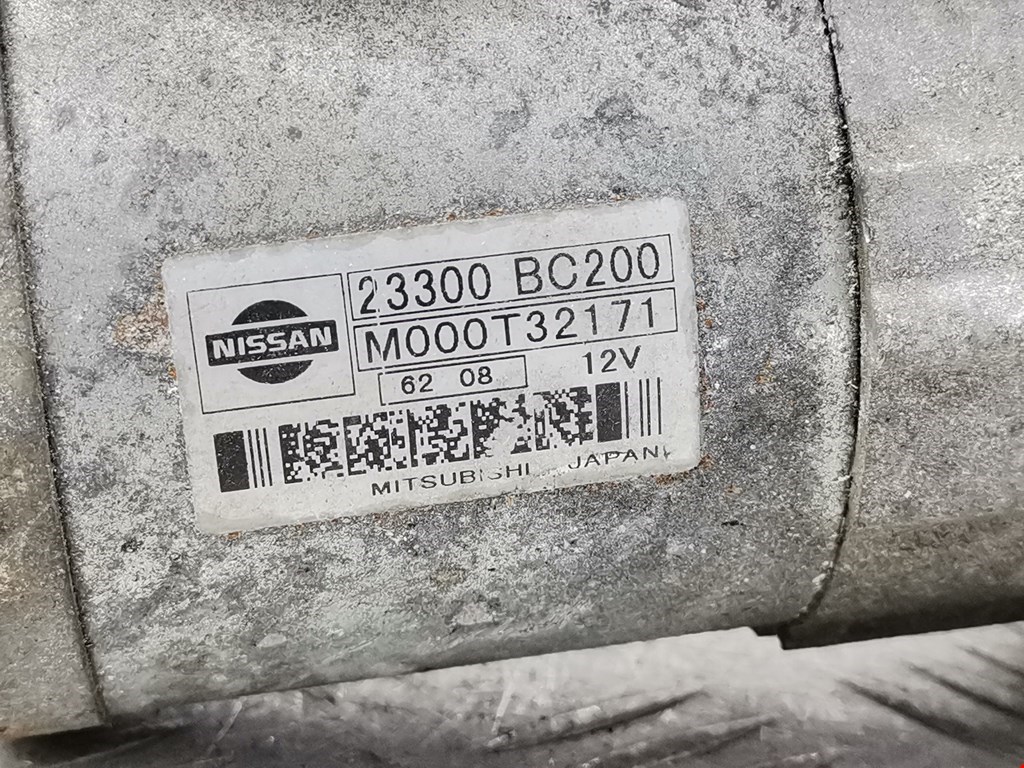 NISSAN
23300 BC200
M000T32171
62 08
12V
MITSUBISHI JAPAN